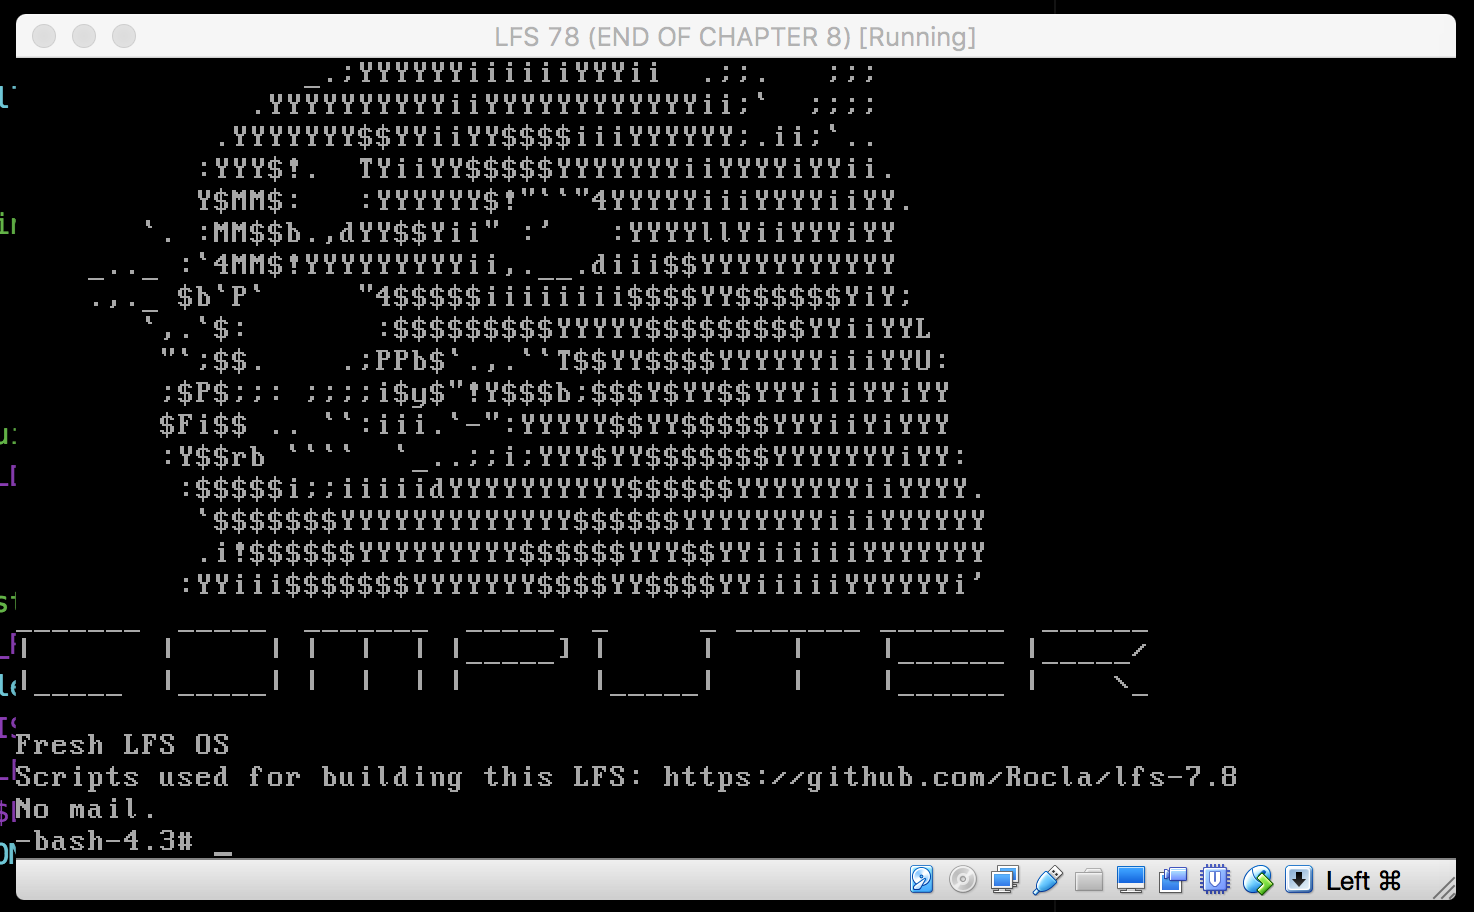 LFS 78 (END OF CHAPTER 8) [Running]
COMPUTER
Fresh LFS OS
Scripts used for building this LFS: https://github.com/Rocla/lfs-7.8
No mail.
-bash-4.3# _
Left ⌘